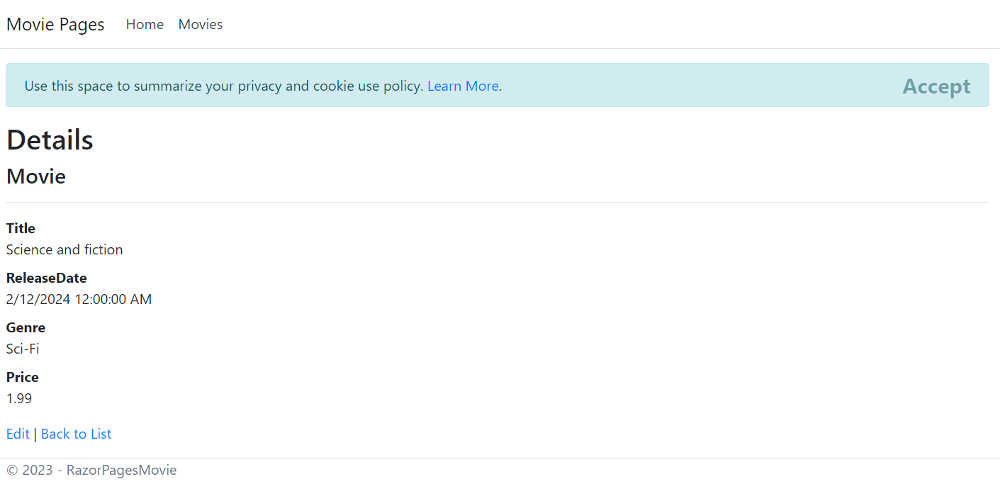 Movie Pages Home Movies
Use this space to summarize your privacy and cookie use policy. Learn More. Accept
Details
Movie
Title
Science and fiction
ReleaseDate
2/12/2024 12:00:00 AM
Genre
Sci-Fi
Price
1.99
Edit | Back to List
© 2023 - RazorPagesMovie